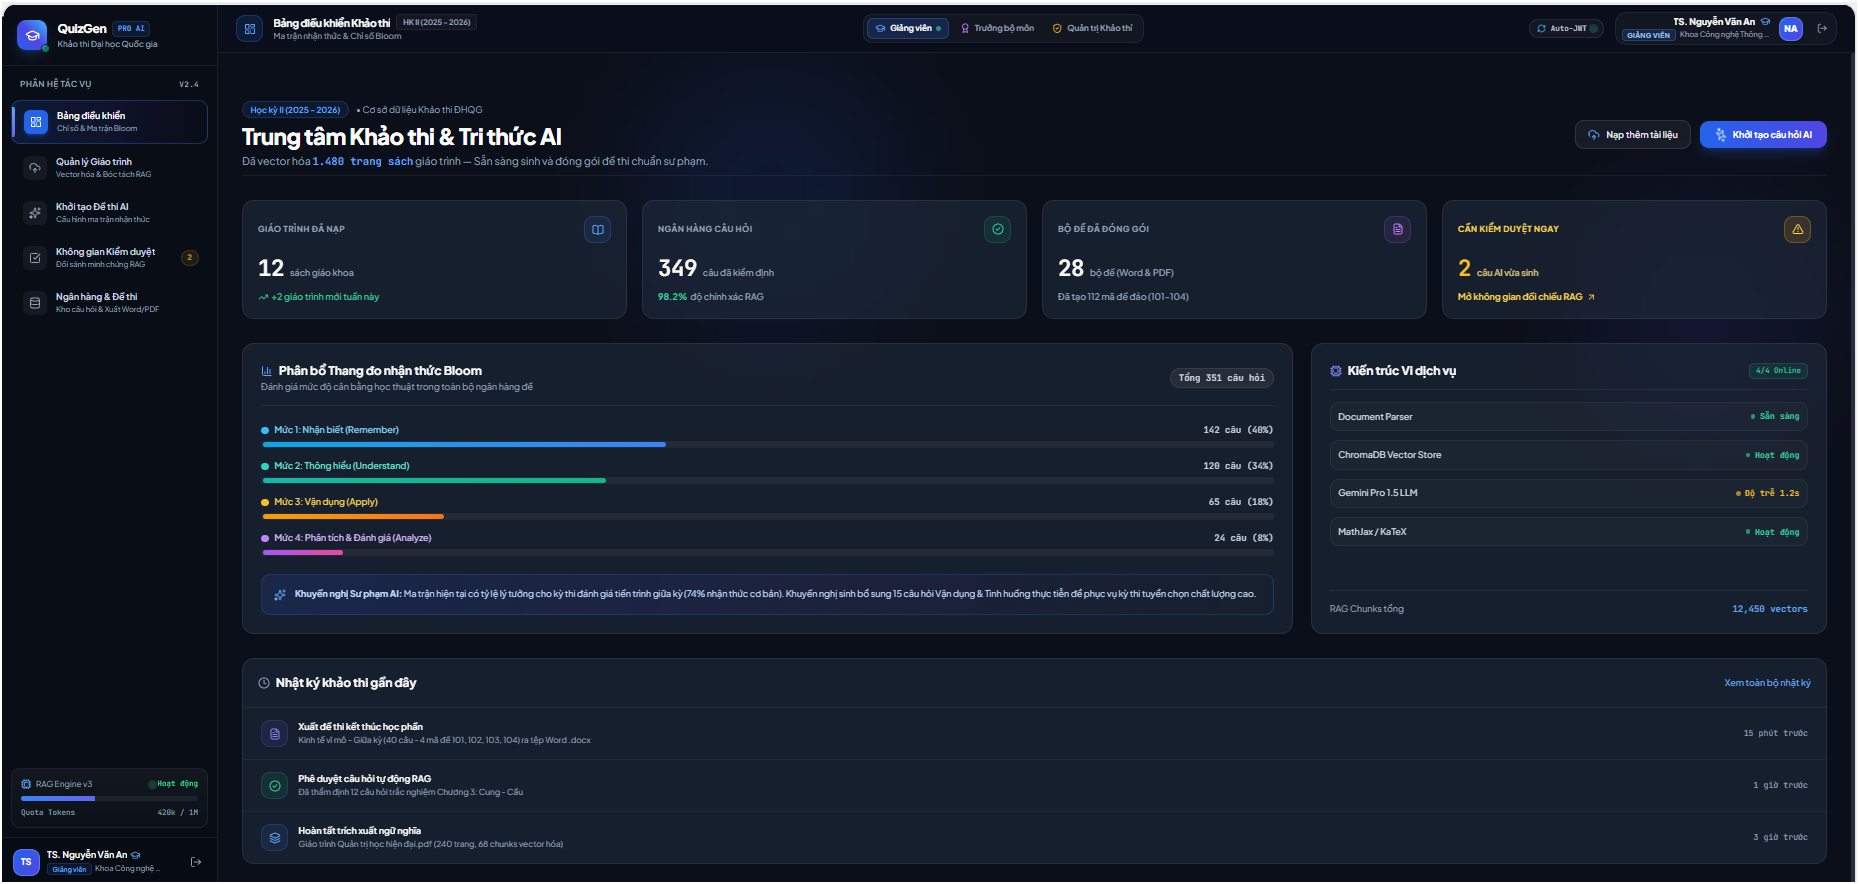 QuizGen PRO AI
Khảo thí Đại học Quốc gia
PHÂN HỆ TÁC VỤ V2.4
Bảng điều khiển
Chỉ số & Ma trận Bloom
Quản lý Giáo trình
Vector hóa & Bóc tách RAG
Khởi tạo Đề thi AI
Cấu hình ma trận nhận thức
Không gian Kiểm duyệt
Đối sánh minh chứng RAG
2
Ngân hàng & Đề thi
Kho câu hỏi & Xuất Word/PDF
RAG Engine v3 Hoạt động
Quota Tokens 420k / 1M
TS
TS. Nguyễn Văn An
Giảng viên Khoa Công nghệ ...
Bảng điều khiển Khảo thí HK II (2025 - 2026)
Ma trận nhận thức & Chỉ số Bloom
Giảng viên Trưởng bộ môn Quản trị Khảo thí
Auto-JWT
TS. Nguyễn Văn An
GIẢNG VIÊN Khoa Công nghệ Thông ...
NA
Học kỳ II (2025 - 2026) • Cơ sở dữ liệu Khảo thí ĐHQG
Trung tâm Khảo thí & Tri thức AI
Đã vector hóa 1.480 trang sách giáo trình — Sẵn sàng sinh và đóng gói đề thi chuẩn sư phạm.
Nạp thêm tài liệu
Khởi tạo câu hỏi AI
GIÁO TRÌNH ĐÃ NẠP
12 sách giáo khoa
+2 giáo trình mới tuần này
NGÂN HÀNG CÂU HỎI
349 câu đã kiểm định
98.2% độ chính xác RAG
BỘ ĐỀ ĐÃ ĐÓNG GÓI
28 bộ đề (Word & PDF)
Đã tạo 112 mã đề đảo (101-104)
CẦN KIỂM DUYỆT NGAY
2 câu AI vừa sinh
Mở không gian đối chiếu RAG
Phân bổ Thang đo nhận thức Bloom
Đánh giá mức độ cân bằng học thuật trong toàn bộ ngân hàng đề
Tổng 351 câu hỏi
Mức 1: Nhận biết (Remember) 142 câu (40%)
Mức 2: Thông hiểu (Understand) 120 câu (34%)
Mức 3: Vận dụng (Apply) 65 câu (18%)
Mức 4: Phân tích & Đánh giá (Analyze) 24 câu (8%)
Khuyến nghị Sư phạm AI: Ma trận hiện tại có tỷ lệ lý tưởng cho kỳ thi đánh giá tiến trình giữa kỳ (74% nhận thức cơ bản). Khuyến nghị sinh bổ sung 15 câu hỏi Vận dụng & Tình huống thực tiễn để phục vụ kỳ thi tuyển chọn chất lượng cao.
Kiến trúc Vi dịch vụ 4/4 Online
Document Parser Sẵn sàng
ChromaDB Vector Store Hoạt động
Gemini Pro 1.5 LLM Độ trễ 1.2s
MathJax / KaTeX Hoạt động
RAG Chunks tổng 12,450 vectors
Nhật ký khảo thí gần đây Xem toàn bộ nhật ký
Xuất đề thi kết thúc học phần
Kinh tế vĩ mô - Giữa kỳ (40 câu - 4 mã đề 101, 102, 103, 104) ra tệp Word .docx
15 phút trước
Phê duyệt câu hỏi tự động RAG
Đã thẩm định 12 câu hỏi trắc nghiệm Chương 3: Cung - Cầu
1 giờ trước
Hoàn tất trích xuất ngữ nghĩa
Giáo trình Quản trị học hiện đại.pdf (240 trang, 68 chunks vector hóa)
3 giờ trước